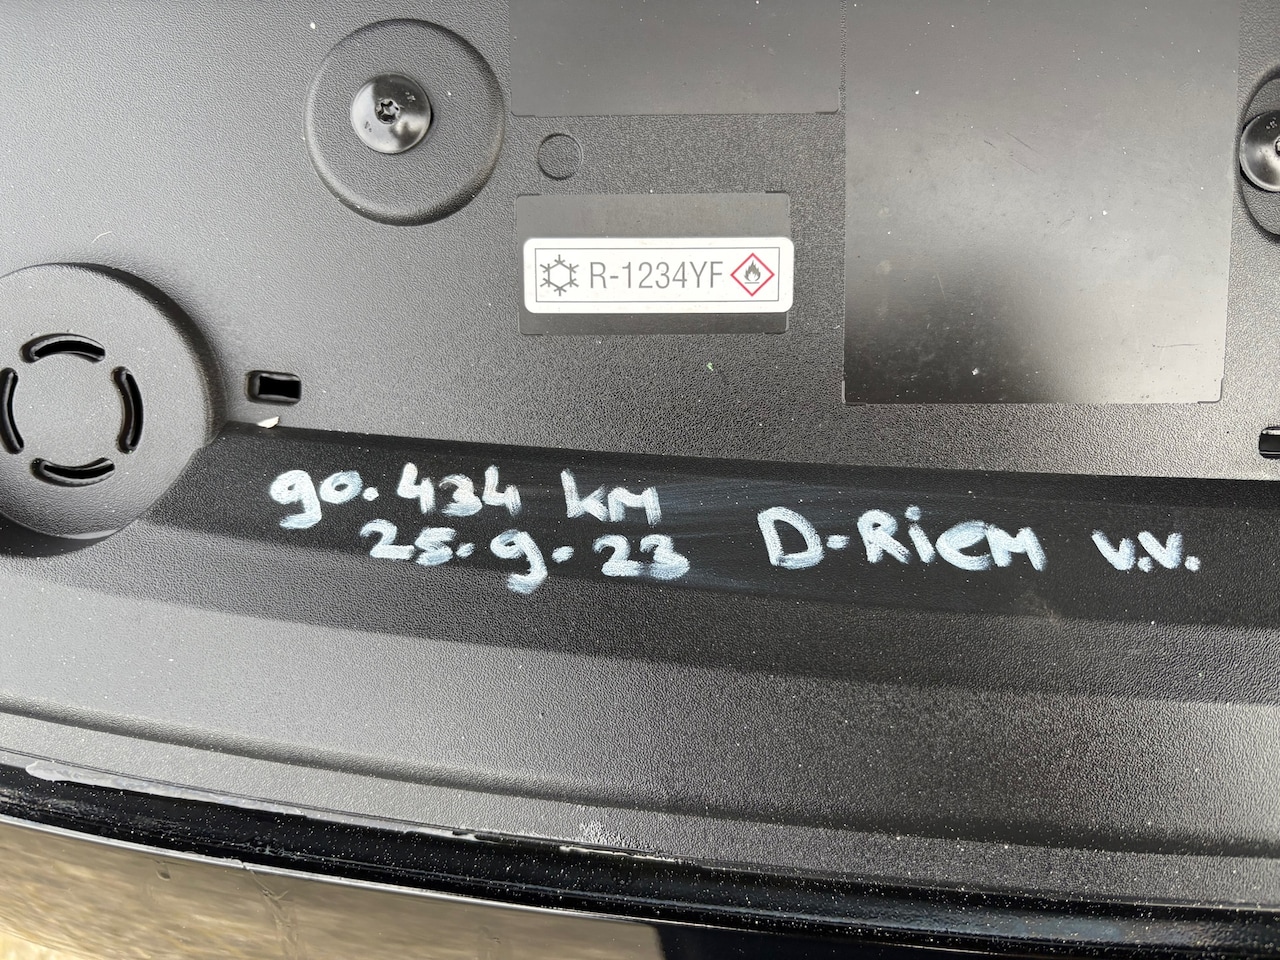 R-1234YF
90.434 KM
25.9.23 D-RiEM V.V.